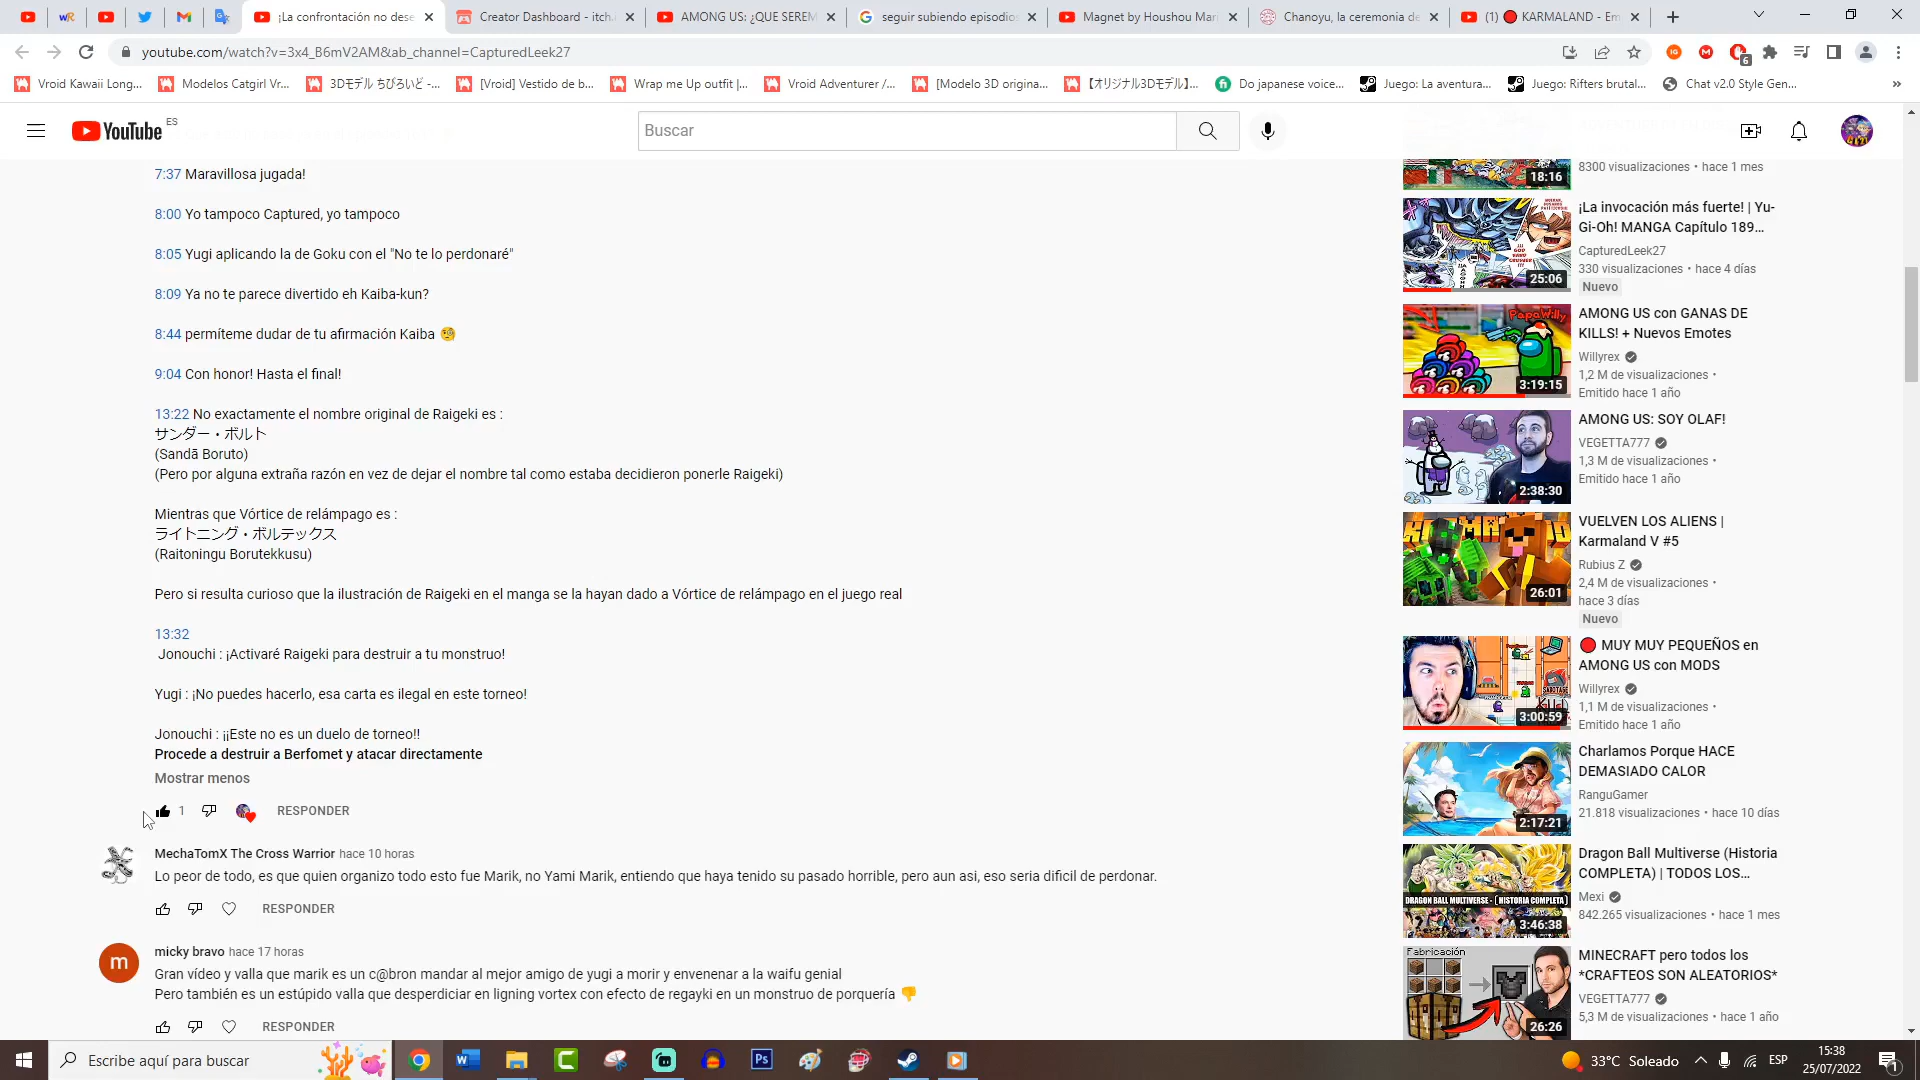 ¡La confrontación no dese
Creator Dashboard - itch.
AMONG US: ¿QUE SEREM
seguir subiendo episodios
Magnet by Houshou Mari
Chanoyu, la ceremonia de
(1) 🔴 KARMALAND - Em
youtube.com/watch?v=3x4_B6mV2AM&ab_channel=CapturedLeek27
Vroid Kawaii Long...
Modelos Catgirl Vr...
3Dモデル ちびろいど -...
[Vroid] Vestido de b...
Wrap me Up outfit |...
Vroid Adventurer /...
[Modelo 3D origina...
【オリジナル3Dモデル】...
Do japanese voice...
Juego: La aventura...
Juego: Rifters brutal...
Chat v2.0 Style Gen...
YouTube ES
Buscar
7:37 Maravillosa jugada!
8:00 Yo tampoco Captured, yo tampoco
8:05 Yugi aplicando la de Goku con el "No te lo perdonaré"
8:09 Ya no te parece divertido eh Kaiba-kun?
8:44 permíteme dudar de tu afirmación Kaiba 🧐
9:04 Con honor! Hasta el final!
13:22 No exactamente el nombre original de Raigeki es :
サンダー・ボルト
(Sandā Boruto)
(Pero por alguna extraña razón en vez de dejar el nombre tal como estaba decidieron ponerle Raigeki)
Mientras que Vórtice de relámpago es :
ライトニング・ボルテックス
(Raitoningu Borutekkusu)
Pero si resulta curioso que la ilustración de Raigeki en el manga se la hayan dado a Vórtice de relámpago en el juego real
13:32
Jonouchi : ¡Activaré Raigeki para destruir a tu monstruo!
Yugi : ¡No puedes hacerlo, esa carta es ilegal en este torneo!
Jonouchi : ¡¡Este no es un duelo de torneo!!
Procede a destruir a Berfomet y atacar directamente
Mostrar menos
1
RESPONDER
MechaTomX The Cross Warrior hace 10 horas
Lo peor de todo, es que quien organizo todo esto fue Marik, no Yami Marik, entiendo que haya tenido su pasado horrible, pero aun asi, eso seria dificil de perdonar.
RESPONDER
m
micky bravo hace 17 horas
Gran vídeo y valla que marik es un c@bron mandar al mejor amigo de yugi a morir y envenenar a la waifu genial
Pero también es un estúpido valla que desperdiciar en ligning vortex con efecto de regayki en un monstruo de porquería 👎
RESPONDER
18:16
8300 visualizaciones • hace 1 mes
25:06
¡La invocación más fuerte! | Yu-
Gi-Oh! MANGA Capítulo 189...
CapturedLeek27
330 visualizaciones • hace 4 días
Nuevo
PapaWilly
3:19:15
AMONG US con GANAS DE
KILLS! + Nuevos Emotes
Willyrex
1,2 M de visualizaciones •
Emitido hace 1 año
2:38:30
AMONG US: SOY OLAF!
VEGETTA777
1,3 M de visualizaciones •
Emitido hace 1 año
26:01
VUELVEN LOS ALIENS |
Karmaland V #5
Rubius Z
2,4 M de visualizaciones •
hace 3 días
Nuevo
3:00:59
🔴 MUY MUY PEQUEÑOS en
AMONG US con MODS
Willyrex
1,1 M de visualizaciones •
Emitido hace 1 año
2:17:21
Charlamos Porque HACE
DEMASIADO CALOR
RanguGamer
21.818 visualizaciones • hace 10 días
DRAGON BALL MULTIVERSE - [HISTORIA COMPLETA]
3:46:38
Dragon Ball Multiverse (Historia
COMPLETA) | TODOS LOS...
Mexi
842.265 visualizaciones • hace 1 mes
Fabricación
26:26
MINECRAFT pero todos los
*CRAFTEOS SON ALEATORIOS*
VEGETTA777
5,3 M de visualizaciones • hace 1 año
Escribe aquí para buscar
33°C Soleado
ESP
15:38
25/07/2022